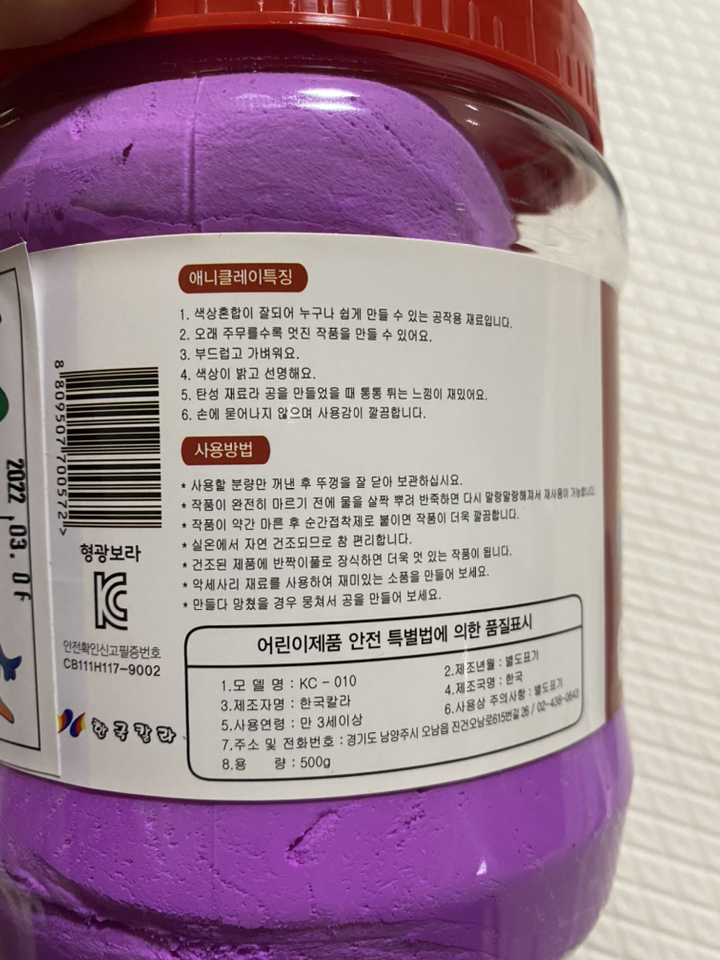 애니클레이특징
1. 색상혼합이 잘되어 누구나 쉽게 만들 수 있는 공작용 재료입니다.
2. 오래 주무를수록 멋진 작품을 만들 수 있어요.
3. 부드럽고 가벼워요.
4. 색상이 밝고 선명해요.
5. 탄성 재료라 공을 만들었을 때 통통 튀는 느낌이 재밌어요.
6. 손에 묻어나지 않으며 사용감이 깔끔합니다.
사용방법
* 사용할 분량만 꺼낸 후 뚜껑을 잘 닫아 보관하십시요.
* 작품이 완전히 마르기 전에 물을 살짝 뿌려 반죽하면 다시 말랑말랑해져서 재사용이 가능합니다.
* 작품이 약간 마른 후 순간접착제로 붙이면 작품이 더욱 깔끔합니다.
* 실온에서 자연 건조되므로 참 편리합니다.
* 건조된 제품에 반짝이풀로 장식하면 더욱 멋 있는 작품이 됩니다.
* 악세사리 재료를 사용하여 재미있는 소품을 만들어 보세요.
* 만들다 망쳤을 경우 뭉쳐서 공을 만들어 보세요.
어린이제품 안전 특별법에 의한 품질표시
1.모 델 명 : KC - 010
2.제조년월 : 별도표기
3.제조자명 : 한국칼라
4.제조국명 : 한국
5.사용연령 : 만 3세이상
6.사용상 주의사항 : 별도표기
7.주소 및 전화번호 : 경기도 남양주시 오남읍 진건오남로615번길 26 / 02-438-0643
8.용 량 : 500g
8 809507 700572 >
형광보라
KC
안전확인신고필증번호
CB111H117-9002
한국칼라
2022. 03. 0